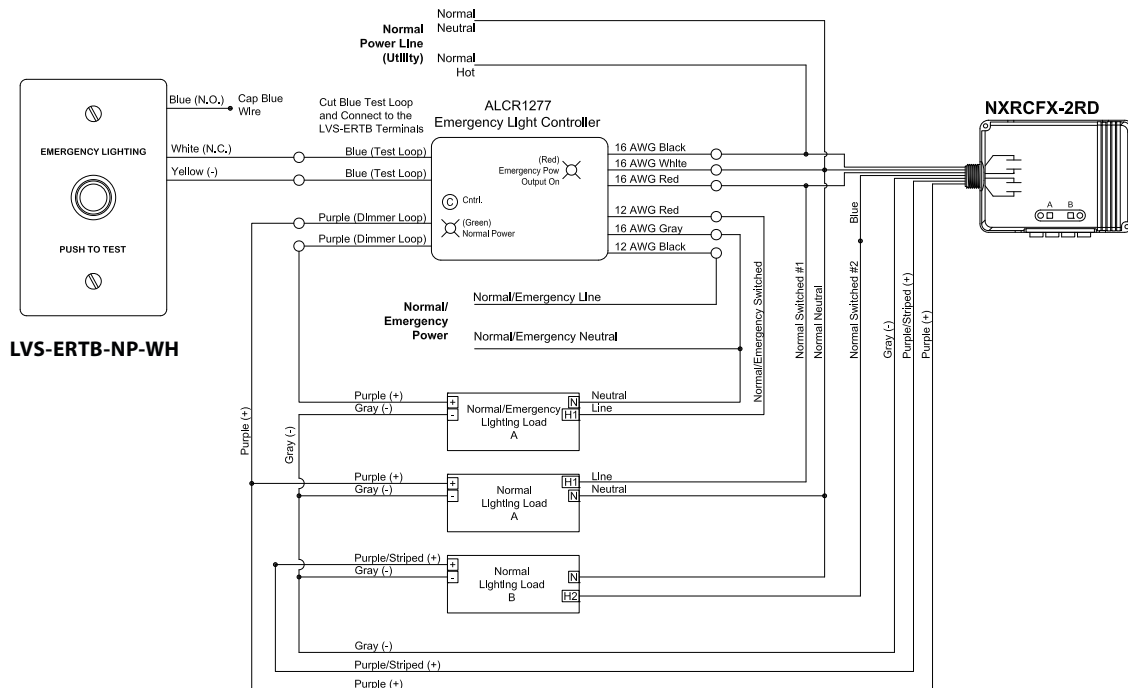 Normal
Neutral
Normal
Power Line
(Utility)
Normal
Hot
Blue (N.O.)
Cap Blue
Wire
Cut Blue Test Loop
and Connect to the
LVS-ERTB Terminals
ALCR1277
Emergency Light Controller
NXRCFX-2RD
EMERGENCY LIGHTING
PUSH TO TEST
White (N.C.)
Yellow (-)
Blue (Test Loop)
Blue (Test Loop)
Purple (Dimmer Loop)
Purple (Dimmer Loop)
(Red)
Emergency Pow
Output On
C Cntrl.
(Green)
Normal Power
16 AWG Black
16 AWG White
16 AWG Red
12 AWG Red
16 AWG Gray
12 AWG Black
A B
LVS-ERTB-NP-WH
Normal/
Emergency
Power
Normal/Emergency Line
Normal/Emergency Neutral
Normal/Emergency Switched
Normal Switched #1
Normal Neutral
Blue
Normal Switched #2
Gray (-)
Purple/Striped (+)
Purple (+)
Purple (+)
Gray (-)
Purple (+)
Gray (-)
+
-
Normal/Emergency
Lighting Load
A
N
H1
Neutral
Line
Purple (+)
Gray (-)
+
-
Normal
Lighting Load
A
H1
N
Line
Neutral
Purple/Striped (+)
Gray (-)
+
-
Normal
Lighting Load
B
N
H2
Gray (-)
Purple/Striped (+)
Purple (+)